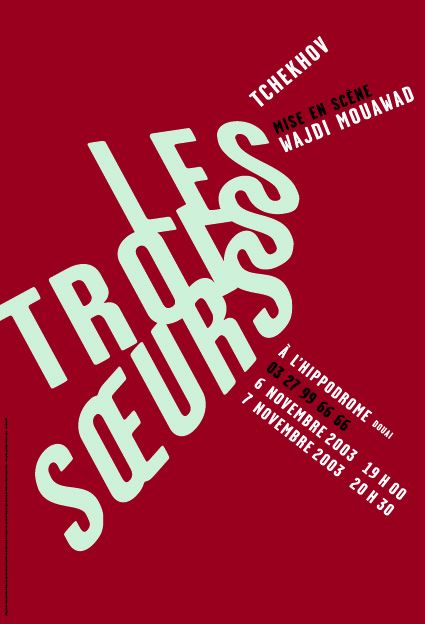 TCHEKHOV
MISE EN SCÈNE
WAJDI MOUAWAD
LES
TROIS
SŒURS
À L'HIPPODROME DOUAI
03 27 99 66 66
6 NOVEMBRE 2003 19 H 00
7 NOVEMBRE 2003 20 H 30